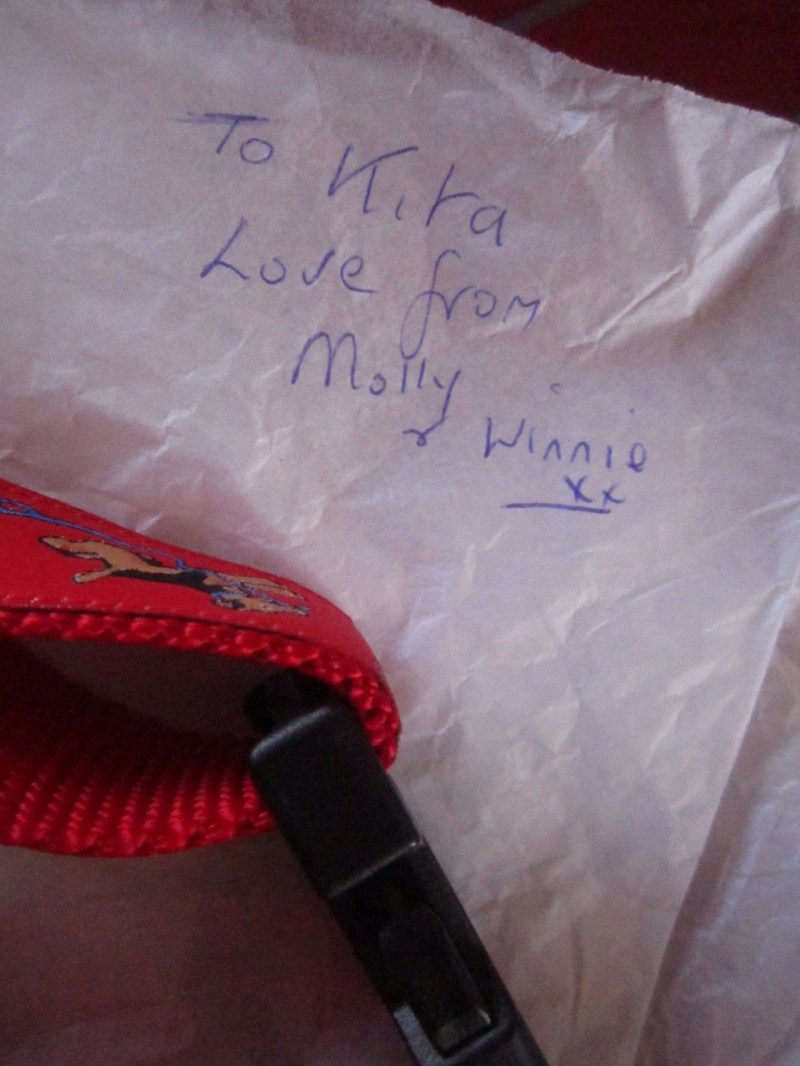 To Kira
Love from
Molly
& Winnie
xx